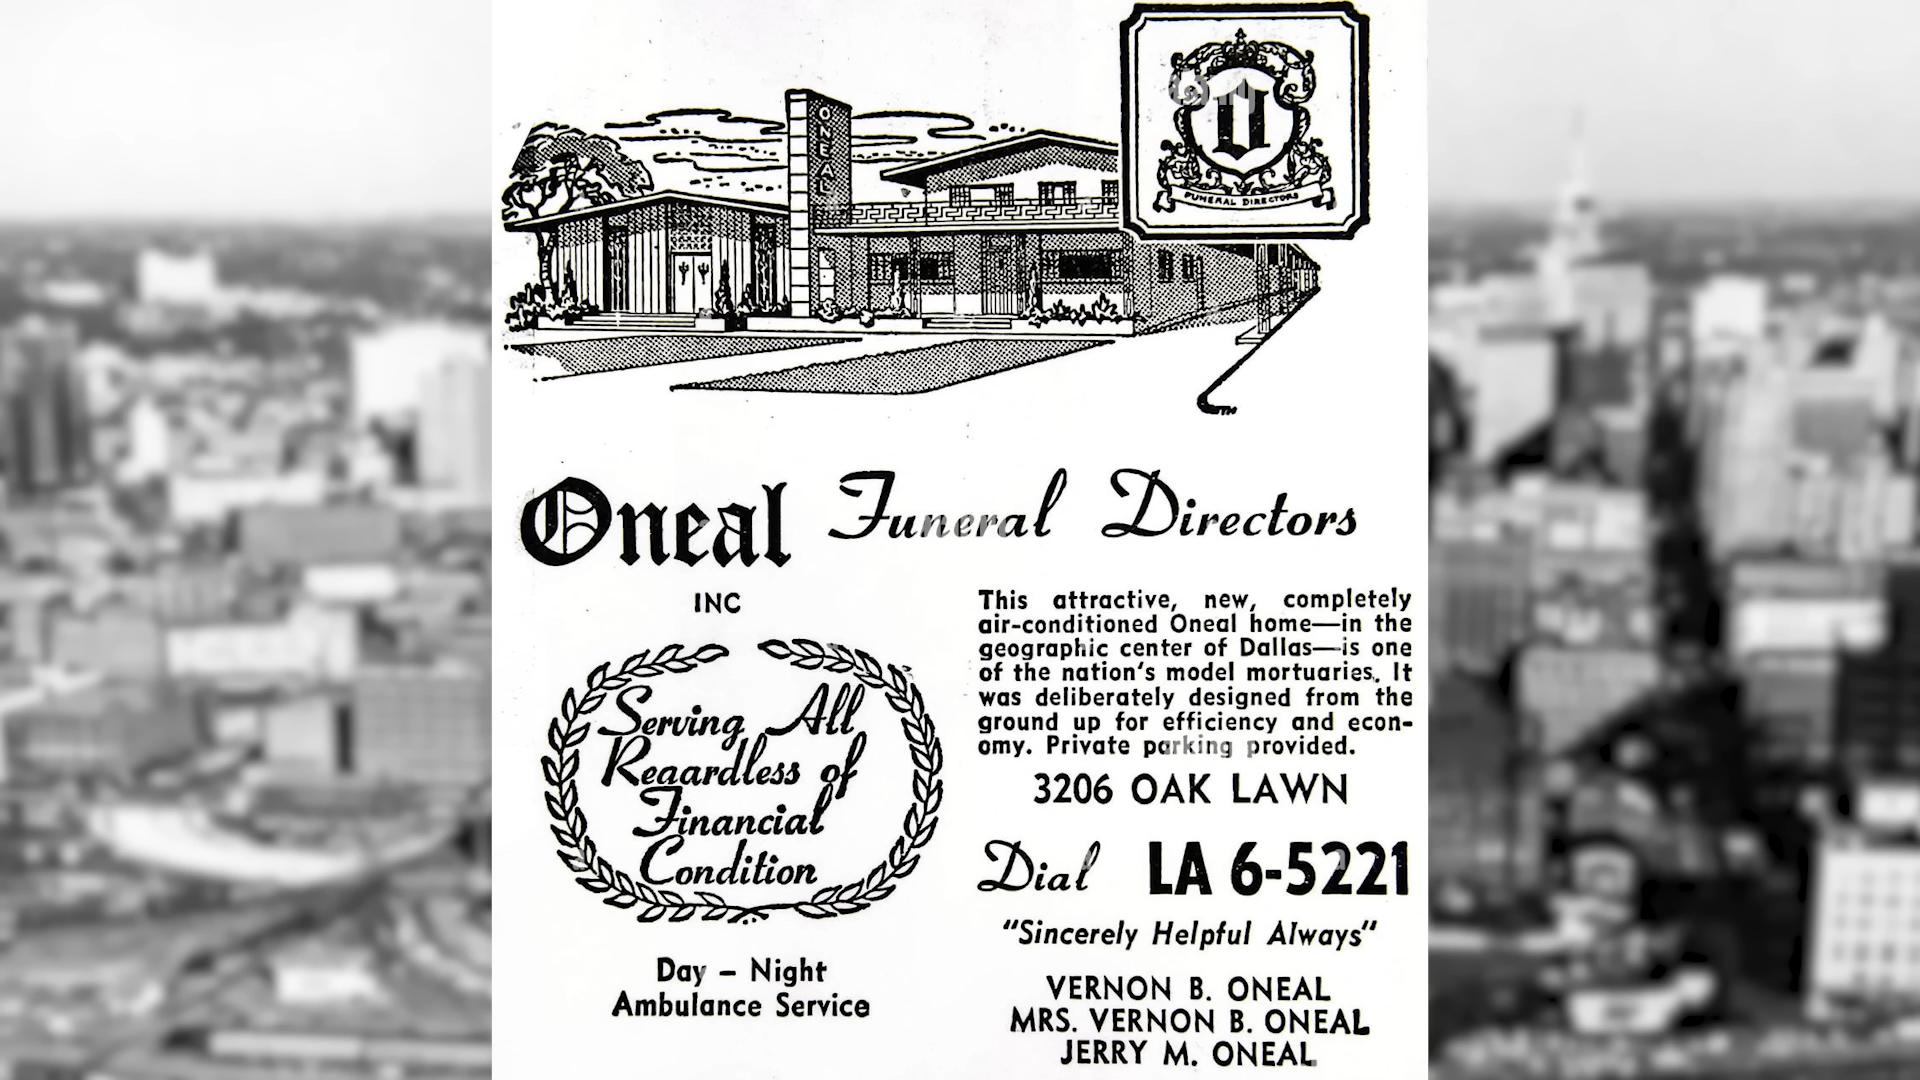 ONEAL
O
FUNERAL DIRECTORS
Oneal Funeral Directors
INC
This attractive, new, completely
air-conditioned Oneal home—in the
geographic center of Dallas—is one
of the nation's model mortuaries. It
was deliberately designed from the
ground up for efficiency and econ-
omy. Private parking provided.
3206 OAK LAWN
Dial LA 6-5221
"Sincerely Helpful Always"
VERNON B. ONEAL
MRS. VERNON B. ONEAL
JERRY M. ONEAL
Serving All
Regardless of
Financial
Condition
Day – Night
Ambulance Service